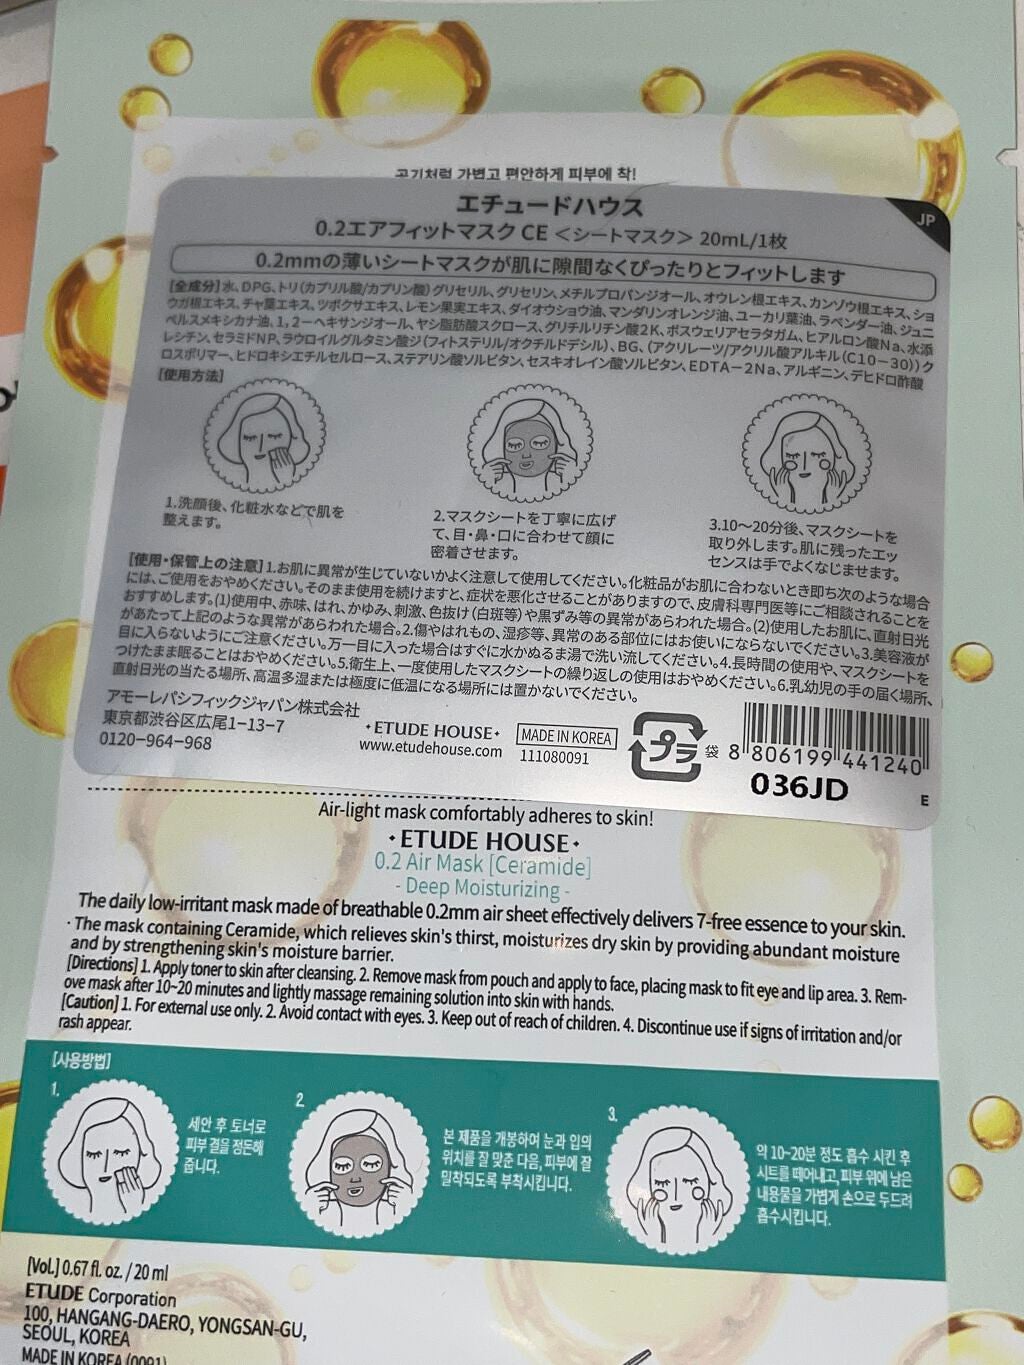 공기처럼 가볍고 편안하게 피부에 착!
JP
エチュードハウス
0.2エアフィットマスク CE ＜シートマスク＞ 20mL/1枚
0.2mmの薄いシートマスクが肌に隙間なくぴったりとフィットします
[全成分]水、DPG、トリ(カプリル酸/カプリン酸)グリセリル、グリセリン、メチルプロパンジオール、オウレン根エキス、カンゾウ根エキス、ショ
ウガ根エキス、チャ葉エキス、ツボクサエキス、レモン果実エキス、ダイオウショウ油、マンダリンオレンジ油、ユーカリ葉油、ラベンダー油、ジュニ
ペルスメキシカナ油、1,2－ヘキサンジオール、ヤシ脂肪酸スクロース、グリチルリチン酸2K、ボスウェリアセラタガム、ヒアルロン酸Na、水添
レシチン、セラミドNP、ラウロイルグルタミン酸ジ(フィトステリル/オクチルドデシル)、BG、(アクリレーツ/アクリル酸アルキル(C10－30))ク
ロスポリマー、ヒドロキシエチルセルロース、ステアリン酸ソルビタン、セスキオレイン酸ソルビタン、EDTA－2Na、アルギニン、デヒドロ酢酸
[使用方法]
1.洗顔後、化粧水などで肌を
整えます。
2.マスクシートを丁寧に広げ
て、目・鼻・口に合わせて顔に
密着させます。
3.10～20分後、マスクシートを
取り外します。肌に残ったエッ
センスは手でよくなじませます。
[使用・保管上の注意]1.お肌に異常が生じていないかよく注意して使用してください。化粧品がお肌に合わないとき即ち次のような場合
には、ご使用をおやめください。そのまま使用を続けますと、症状を悪化させることがありますので、皮膚科専門医等にご相談されることを
おすすめします。(1)使用中、赤味、はれ、かゆみ、刺激、色抜け(白斑等)や黒ずみ等の異常があらわれた場合。(2)使用したお肌に、直射日光
があたって上記のような異常があらわれた場合。2.傷やはれもの、湿疹等、異常のある部位にはお使いにならないでください。3.美容液が
目に入らないようにご注意ください。万一目に入った場合はすぐに水かぬるま湯で洗い流してください。4.長時間の使用や、マスクシートを
つけたまま眠ることはおやめください。5.衛生上、一度使用したマスクシートの繰り返しの使用はおやめください。6.乳幼児の手の届く場所、
直射日光の当たる場所、高温多湿または極度に低温になる場所には置かないでください。
アモーレパシフィックジャパン株式会社
東京都渋谷区広尾1−13−7
0120−964−968
·ETUDE HOUSE·
www.etudehouse.com
MADE IN KOREA
111080091
プラ
袋
8 806199 441240
036JD
E
Air-light mask comfortably adheres to skin!
·ETUDE HOUSE·
0.2 Air Mask [Ceramide]
- Deep Moisturizing -
The daily low-irritant mask made of breathable 0.2mm air sheet effectively delivers 7-free essence to your skin.
· The mask containing Ceramide, which relieves skin's thirst, moisturizes dry skin by providing abundant moisture
and by strengthening skin's moisture barrier.
[Directions] 1. Apply toner to skin after cleansing. 2. Remove mask from pouch and apply to face, placing mask to fit eye and lip area. 3. Rem-
ove mask after 10~20 minutes and lightly massage remaining solution into skin with hands.
[Caution] 1. For external use only. 2. Avoid contact with eyes. 3. Keep out of reach of children. 4. Discontinue use if signs of irritation and/or
rash appear.
[사용방법]
1.
세안 후 토너로
피부 결을 정돈해
줍니다.
2.
본 제품을 개봉하여 눈과 입의
위치를 잘 맞춘 다음, 피부에 잘
밀착되도록 부착시킵니다.
3.
약 10~20분 정도 흡수 시킨 후
시트를 떼어내고, 피부 위에 남은
내용물을 가볍게 손으로 두드려
흡수시킵니다.
[Vol.] 0.67 fl. oz. / 20 ml
ETUDE Corporation
100, HANGANG-DAERO, YONGSAN-GU,
SEOUL, KOREA
MADE IN KOREA (0091)